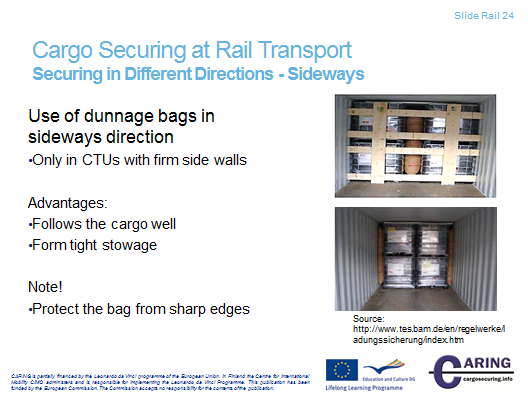 Slide Rail 24
Cargo Securing at Rail Transport
Securing in Different Directions - Sideways
Use of dunnage bags in
sideways direction
•Only in CTUs with firm side walls
Advantages:
•Follows the cargo well
•Form tight stowage
Note!
•Protect the bag from sharp edges
Source:
http://www.tes.bam.de/en/regelwerke/l
adungssicherung/index.htm
CARING is partially financed by the Leonardo da Vinci programme of the European Union. In Finland the Centre for International
Mobility CIMO administers and is responsible for implementing the Leonardo da Vinci Programme. This publication has been
funded by the European Commission. The Commission accepts no responsibility for the contents of the publication.
Education and Culture DG
Lifelong Learning Programme
CARING
cargosecuring.info